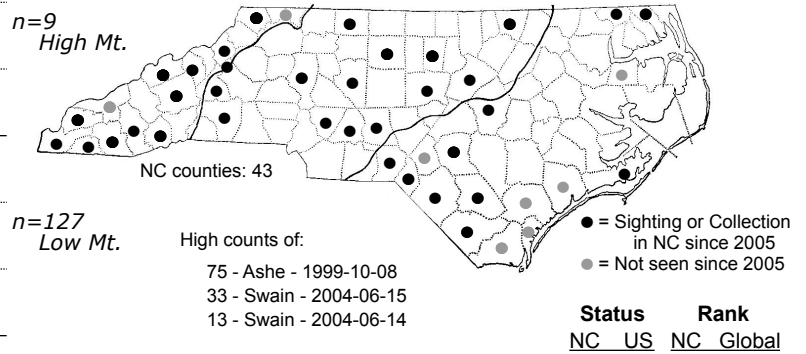 n=9
High Mt.
NC counties: 43
n=127
Low Mt.
High counts of:
75 - Ashe - 1999-10-08
33 - Swain - 2004-06-15
13 - Swain - 2004-06-14
= Sighting or Collection
in NC since 2005
= Not seen since 2005
Status Rank
NC US NC Global